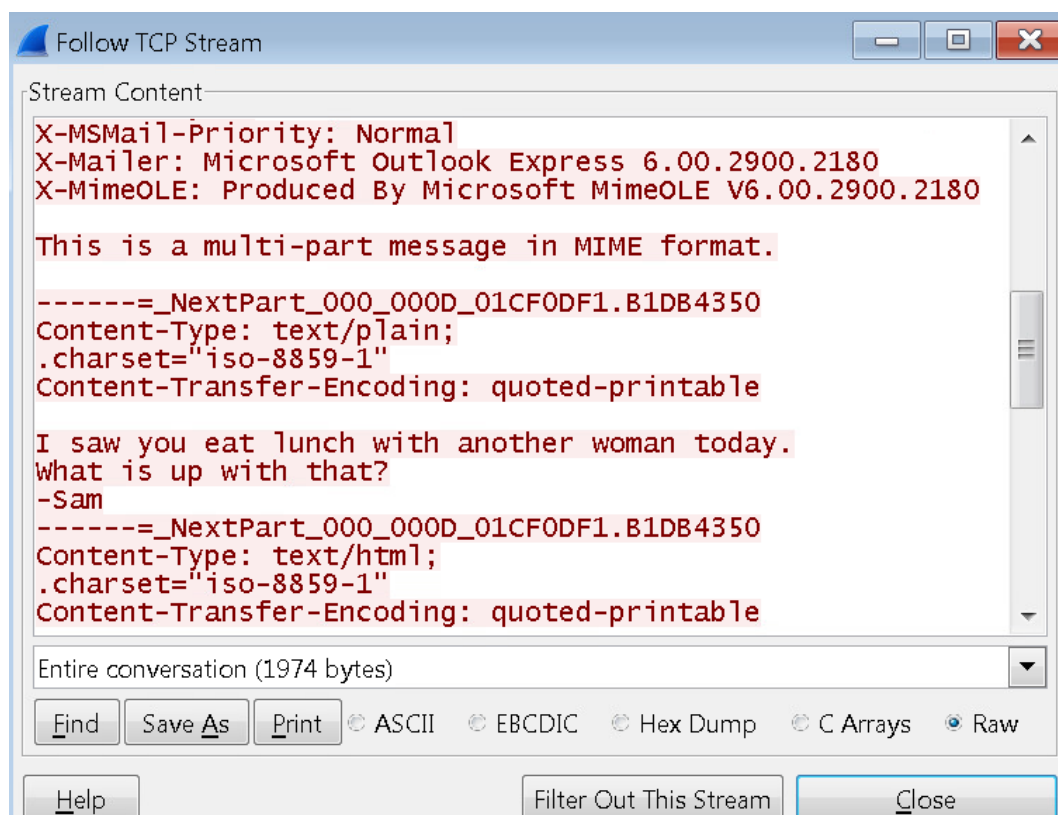 Follow TCP Stream
Stream Content
X-MSMail-Priority: Normal
X-Mailer: Microsoft Outlook Express 6.00.2900.2180
X-MimeOLE: Produced By Microsoft MimeOLE V6.00.2900.2180
This is a multi-part message in MIME format.
------=_NextPart_000_000D_01CF0DF1.B1DB4350
Content-Type: text/plain;
.charset="iso-8859-1"
Content-Transfer-Encoding: quoted-printable
I saw you eat lunch with another woman today.
What is up with that?
-Sam
------=_NextPart_000_000D_01CF0DF1.B1DB4350
Content-Type: text/html;
.charset="iso-8859-1"
Content-Transfer-Encoding: quoted-printable
Entire conversation (1974 bytes)
Find Save As Print ASCII EBCDIC Hex Dump C Arrays Raw
Help Filter Out This Stream Close